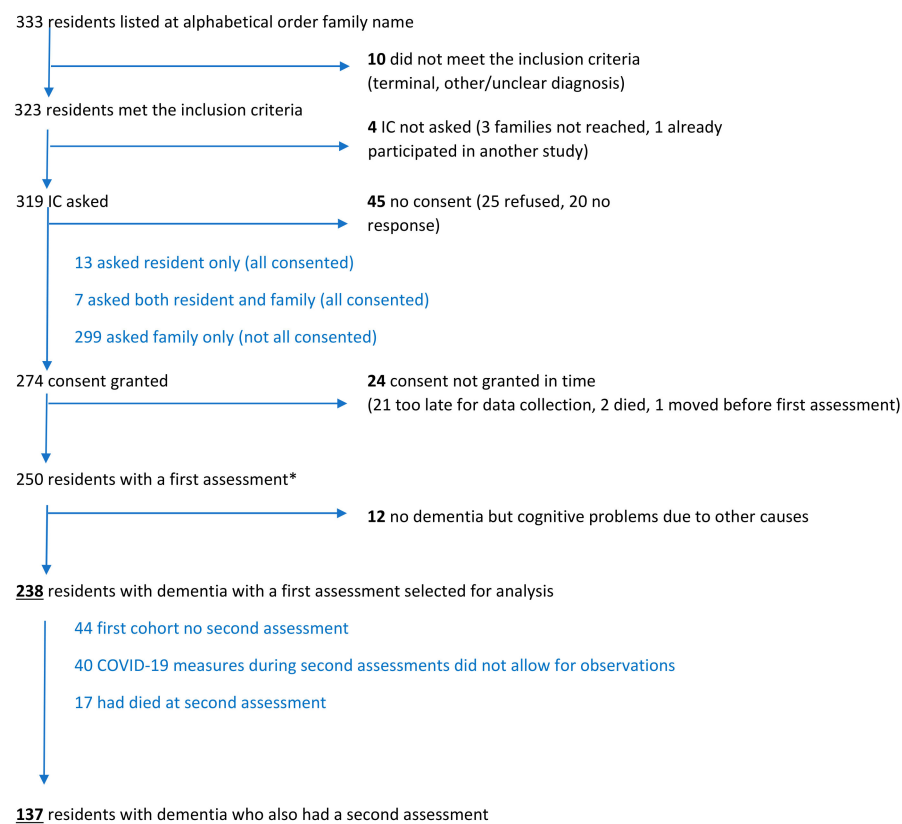 333 residents listed at alphabetical order family name
10 did not meet the inclusion criteria
(terminal, other/unclear diagnosis)
323 residents met the inclusion criteria
4 IC not asked (3 families not reached, 1 already
participated in another study)
319 IC asked
45 no consent (25 refused, 20 no
response)
13 asked resident only (all consented)
7 asked both resident and family (all consented)
299 asked family only (not all consented)
274 consent granted
24 consent not granted in time
(21 too late for data collection, 2 died, 1 moved before first assessment)
250 residents with a first assessment*
12 no dementia but cognitive problems due to other causes
238 residents with dementia with a first assessment selected for analysis
44 first cohort no second assessment
40 COVID-19 measures during second assessments did not allow for observations
17 had died at second assessment
137 residents with dementia who also had a second assessment